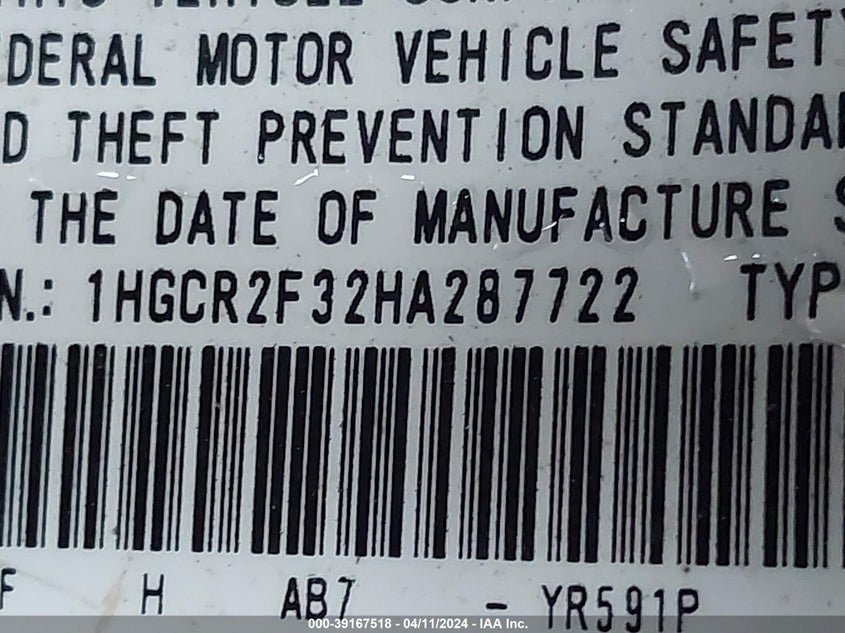 DERAL MOTOR VEHICLE SAFETY
D THEFT PREVENTION STANDA
THE DATE OF MANUFACTURE S
N.: 1HGCR2F32HA287722 TYP
F H AB7 - YR591P
000-39167518 - 04/11/2024 - IAA Inc.